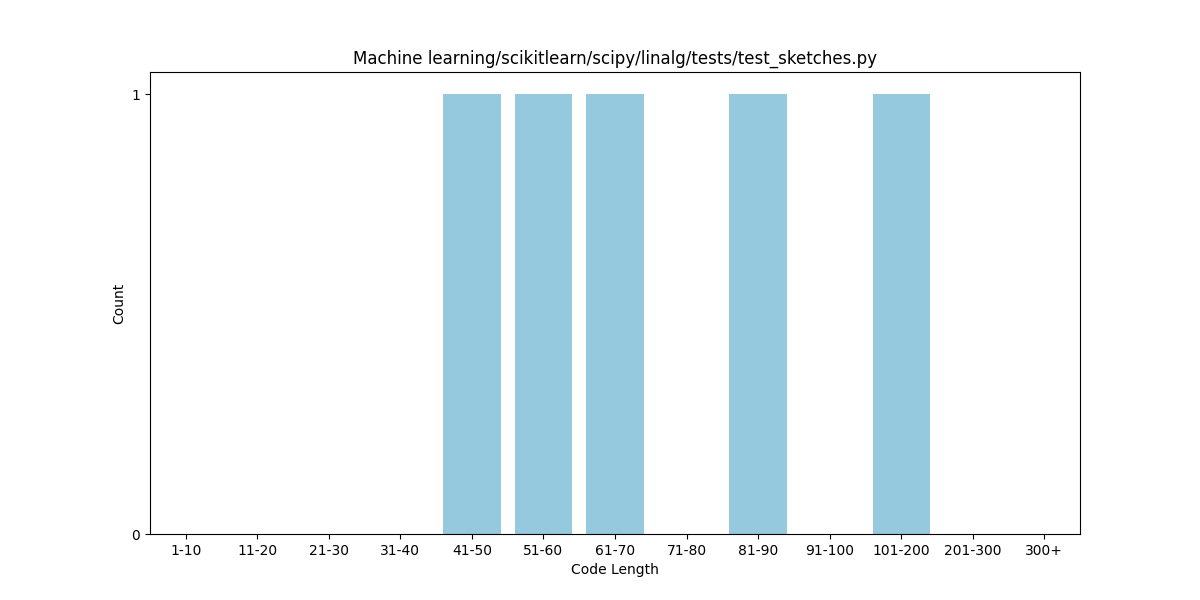 Machine learning/scikitlearn/scipy/linalg/tests/test_sketches.py
1
Count
0
1-10 11-20 21-30 31-40 41-50 51-60 61-70 71-80 81-90 91-100 101-200 201-300 300+
Code Length